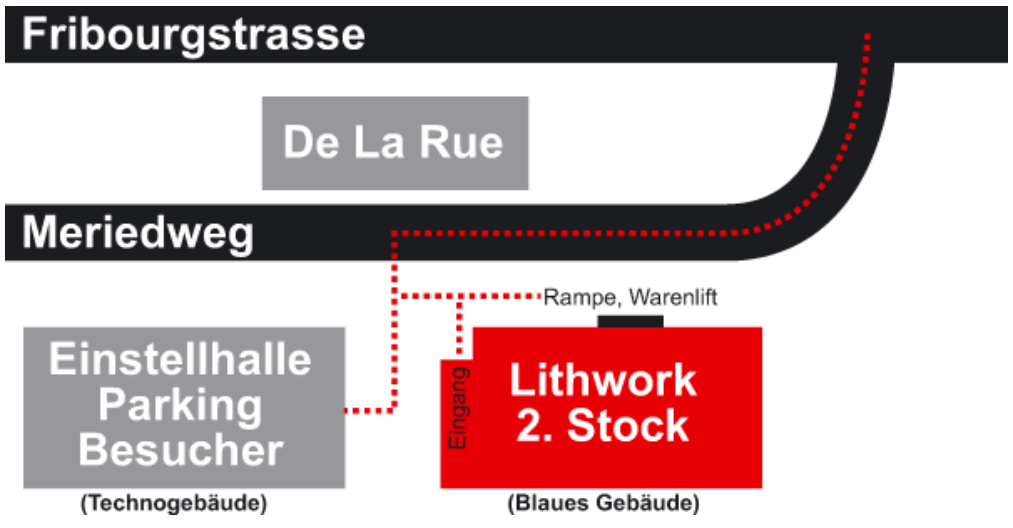 Fribourgstrasse
De La Rue
Meriedweg
Rampe, Warenlift
Einstellhalle
Parking
Besucher
(Technogebäude)
Eingang
Lithwork
2. Stock
(Blaues Gebäude)